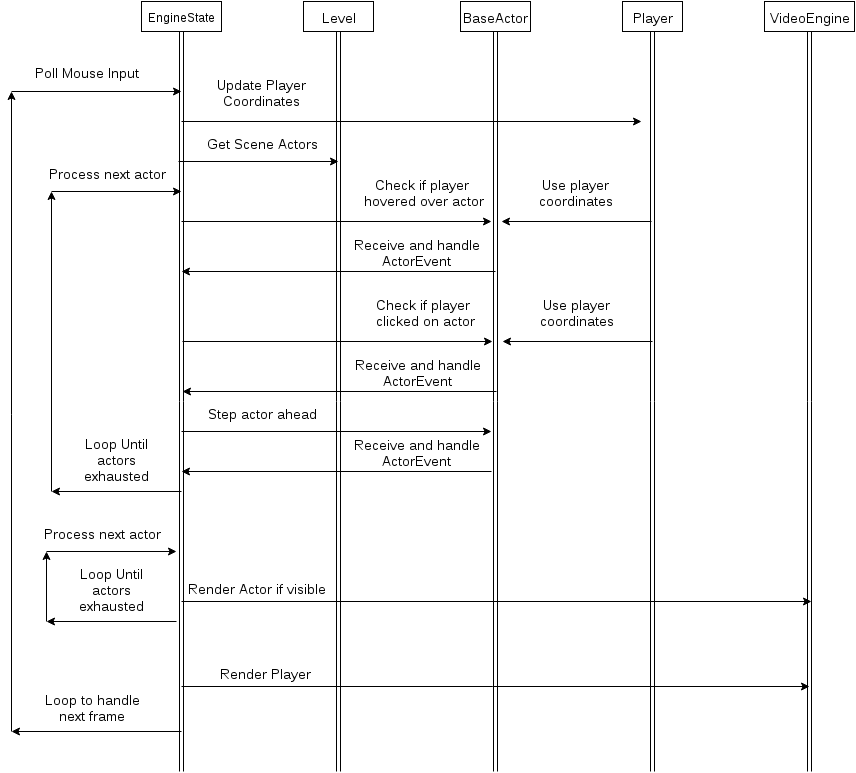 EngineState
Level
BaseActor
Player
VideoEngine
Poll Mouse Input
Update Player
Coordinates
Get Scene Actors
Process next actor
Check if player
hovered over actor
Use player
coordinates
Receive and handle
ActorEvent
Check if player
clicked on actor
Use player
coordinates
Receive and handle
ActorEvent
Step actor ahead
Receive and handle
ActorEvent
Loop Until
actors
exhausted
Process next actor
Loop Until
actors
exhausted
Render Actor if visible
Render Player
Loop to handle
next frame